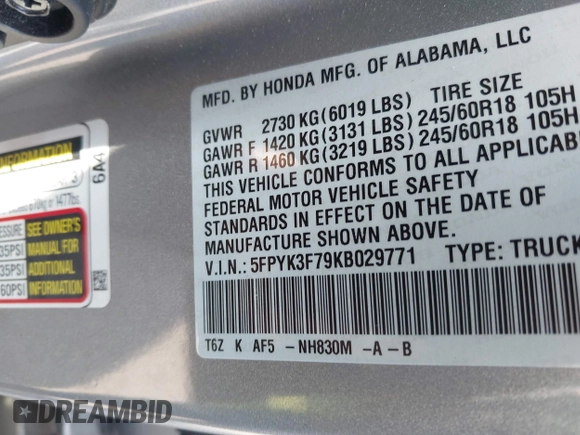 MFD. BY HONDA MFG. OF ALABAMA, LLC
GVWR 2730 KG(6019 LBS) TIRE SIZE
GAWR F 1420 KG(3131 LBS) 245/60R18 105H
GAWR R 1460 KG(3219 LBS) 245/60R18 105H
THIS VEHICLE CONFORMS TO ALL
FEDERAL MOTOR VEHICLE SAFETY
STANDARDS IN EFFECT ON THE DATE OF
MANUFACTURE SHOWN ABOVE.
V.I.N.: 5FPYK3F79KB029771 TYPE: TRUCK
T6Z K AF5 -NH830M -A -B
INFORMATION
1477lbs.
6A4
SEE OWNER'S
35PSI MANUAL FOR
35PSI ADDITIONAL
60PSI INFORMATION
DREAMBID